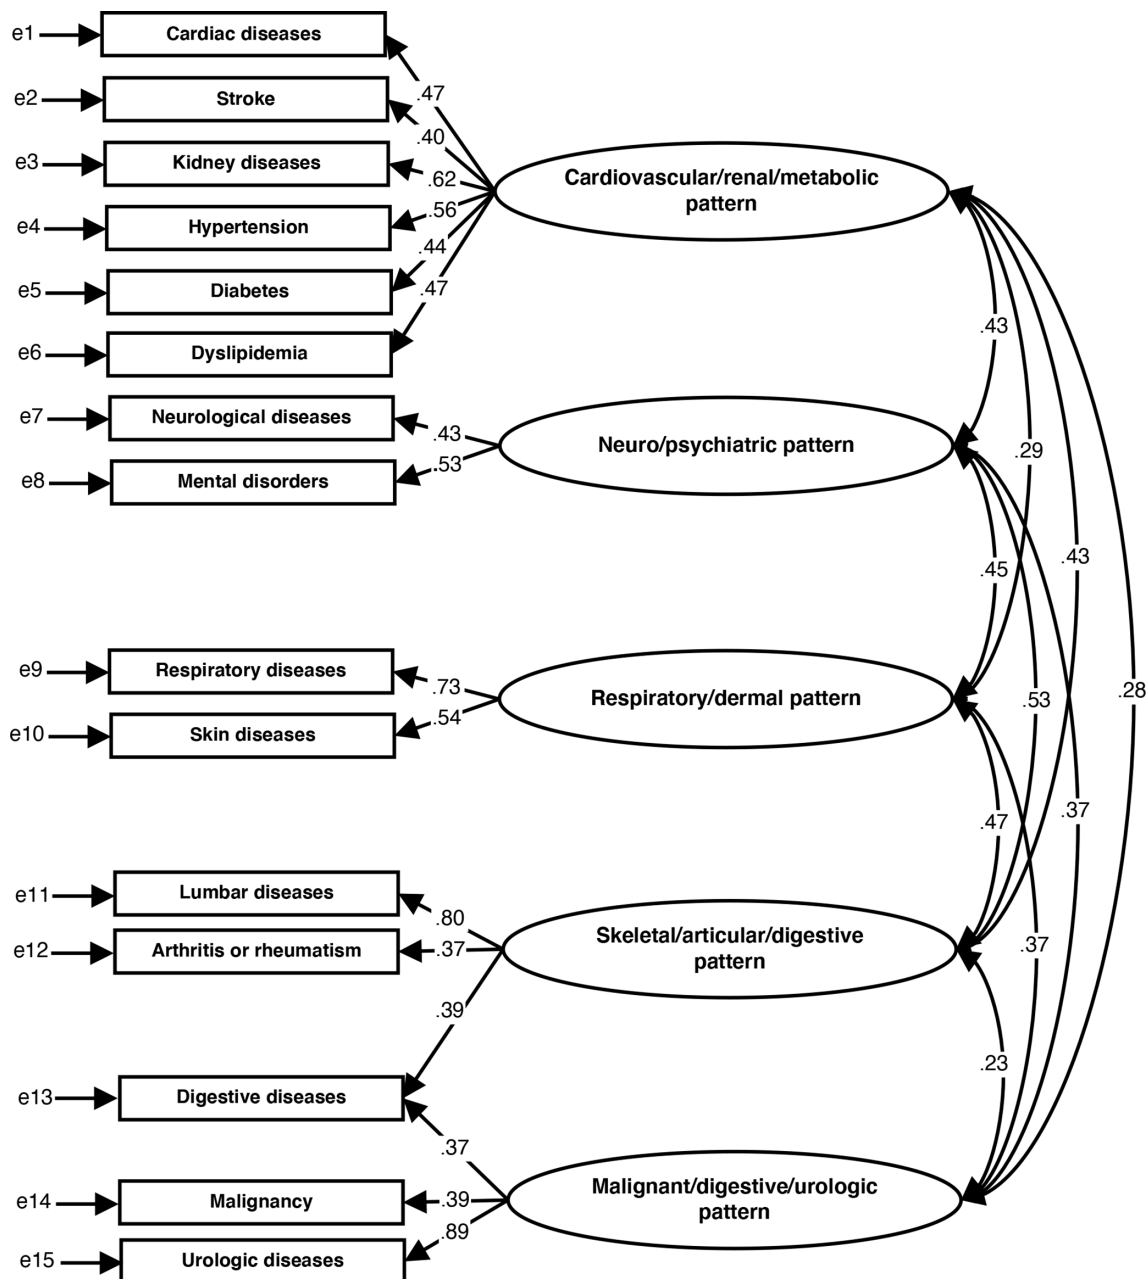 e1
Cardiac diseases
e2
Stroke
e3
Kidney diseases
e4
Hypertension
e5
Diabetes
e6
Dyslipidemia
e7
Neurological diseases
e8
Mental disorders
e9
Respiratory diseases
e10
Skin diseases
e11
Lumbar diseases
e12
Arthritis or rheumatism
e13
Digestive diseases
e14
Malignancy
e15
Urologic diseases
.47
.40
.62
.56
.44
.47
.43
.53
.73
.54
.80
.37
.39
.37
.39
.89
Cardiovascular/renal/metabolic
pattern
Neuro/psychiatric pattern
Respiratory/dermal pattern
Skeletal/articular/digestive
pattern
Malignant/digestive/urologic
pattern
.43
.29
.43
.45
.28
.53
.37
.47
.37
.23